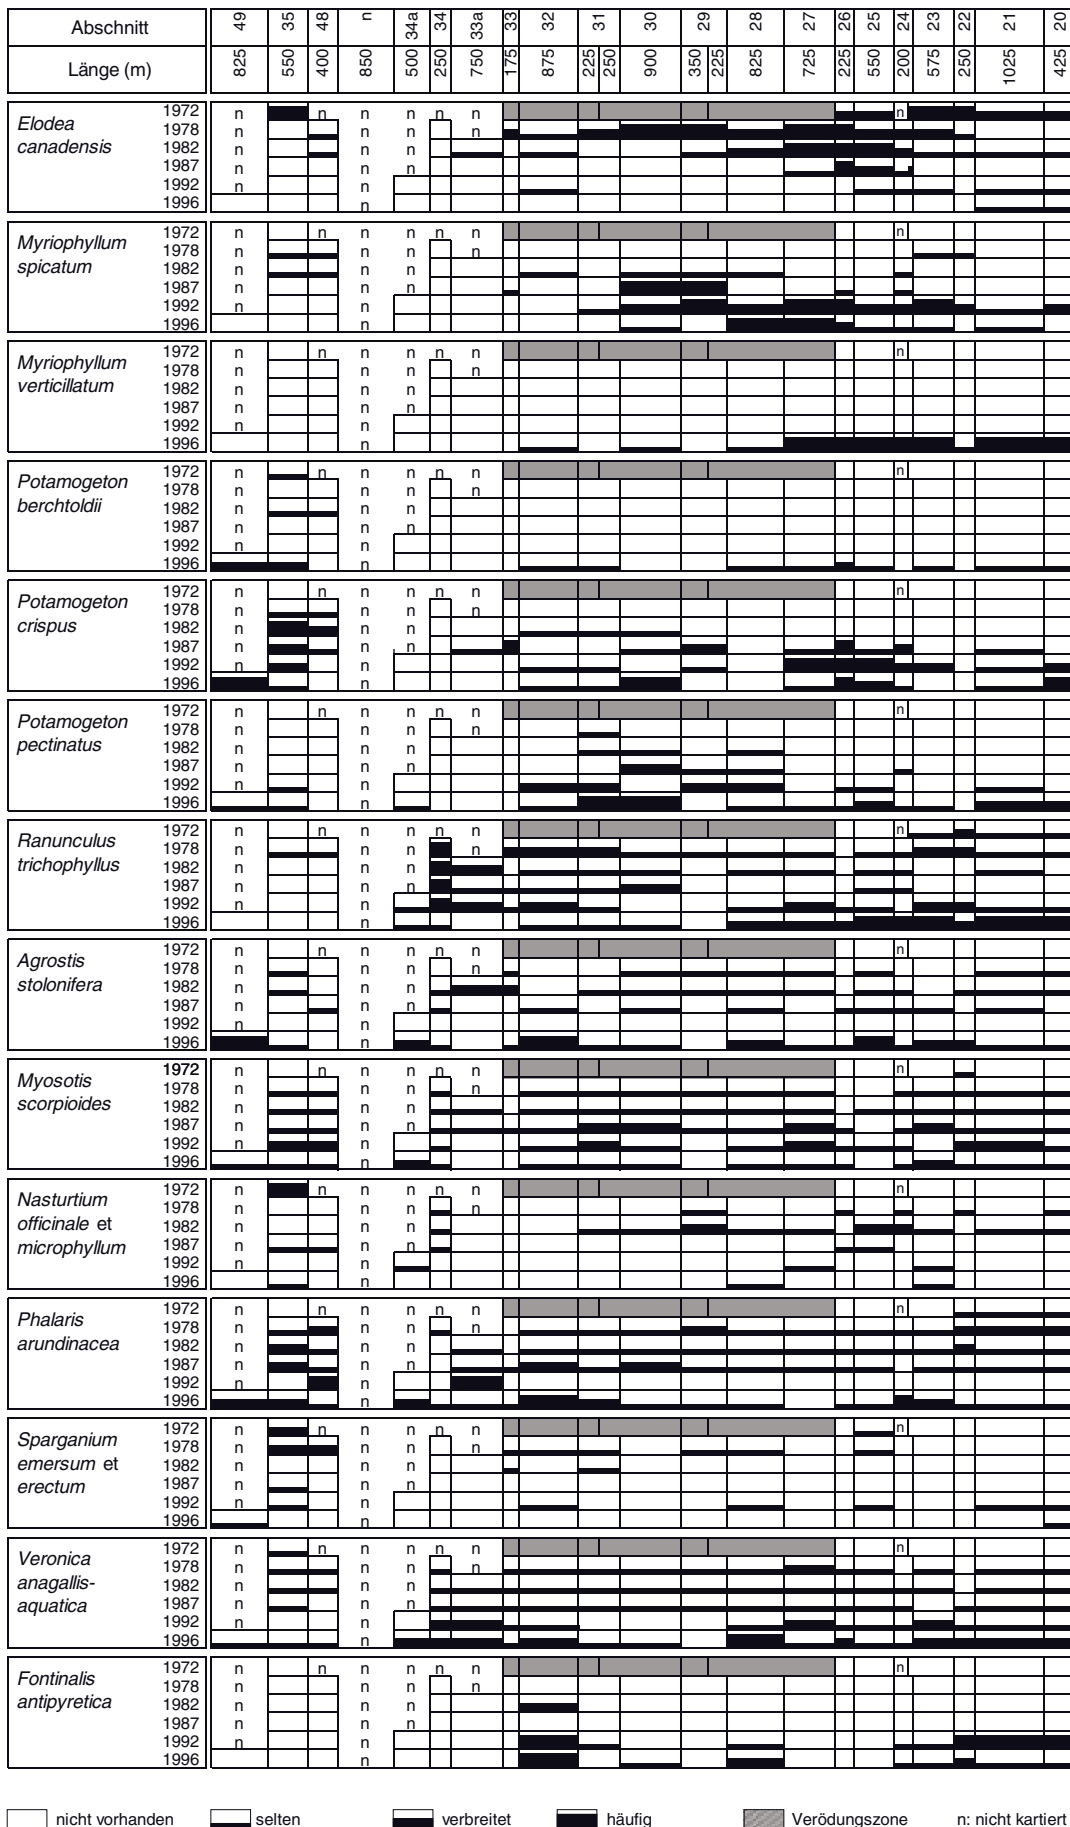 Abschnitt 49 35 48 n 34a 34 33a 33 32 31 30 29 28 27 26 25 24 23 22 21 20
Länge (m) 825 550 400 850 500 250 750 175 875 225 250 900 350 225 825 725 225 550 200 575 250 1025 425
Elodea
canadensis
1972 n n n n n n n
1978 n n n n
1982 n n n
1987 n n n
1992 n n
1996 n
Myriophyllum
spicatum
1972 n n n n n n n
1978 n n n n
1982 n n n
1987 n n n
1992 n n
1996 n
Myriophyllum
verticillatum
1972 n n n n n n n
1978 n n n n
1982 n n n
1987 n n n
1992 n n
1996 n
Potamogeton
berchtoldii
1972 n n n n n n n
1978 n n n n
1982 n n n
1987 n n n
1992 n n
1996 n
Potamogeton
crispus
1972 n n n n n n n
1978 n n n n
1982 n n n
1987 n n n
1992 n n
1996 n
Potamogeton
pectinatus
1972 n n n n n n n
1978 n n n n
1982 n n n
1987 n n n
1992 n n
1996 n
Ranunculus
trichophyllus
1972 n n n n n n n
1978 n n n n
1982 n n n
1987 n n n
1992 n n
1996 n
Agrostis
stolonifera
1972 n n n n n n n
1978 n n n n
1982 n n n
1987 n n n
1992 n n
1996 n
Myosotis
scorpioides
1972 n n n n n n n
1978 n n n n
1982 n n n
1987 n n n
1992 n n
1996 n
Nasturtium
officinale et
microphyllum
1972 n n n n n n n
1978 n n n n
1982 n n n
1987 n n n
1992 n n
1996 n
Phalaris
arundinacea
1972 n n n n n n n
1978 n n n n
1982 n n n
1987 n n n
1992 n n
1996 n
Sparganium
emersum et
erectum
1972 n n n n n n n
1978 n n n n
1982 n n n
1987 n n n
1992 n n
1996 n
Veronica
anagallis-
aquatica
1972 n n n n n n n
1978 n n n n
1982 n n n
1987 n n n
1992 n n
1996 n
Fontinalis
antipyretica
1972 n n n n n n n
1978 n n n n
1982 n n n
1987 n n n
1992 n n
1996 n
nicht vorhanden selten verbreitet häufig Verödungszone n: nicht kartiert